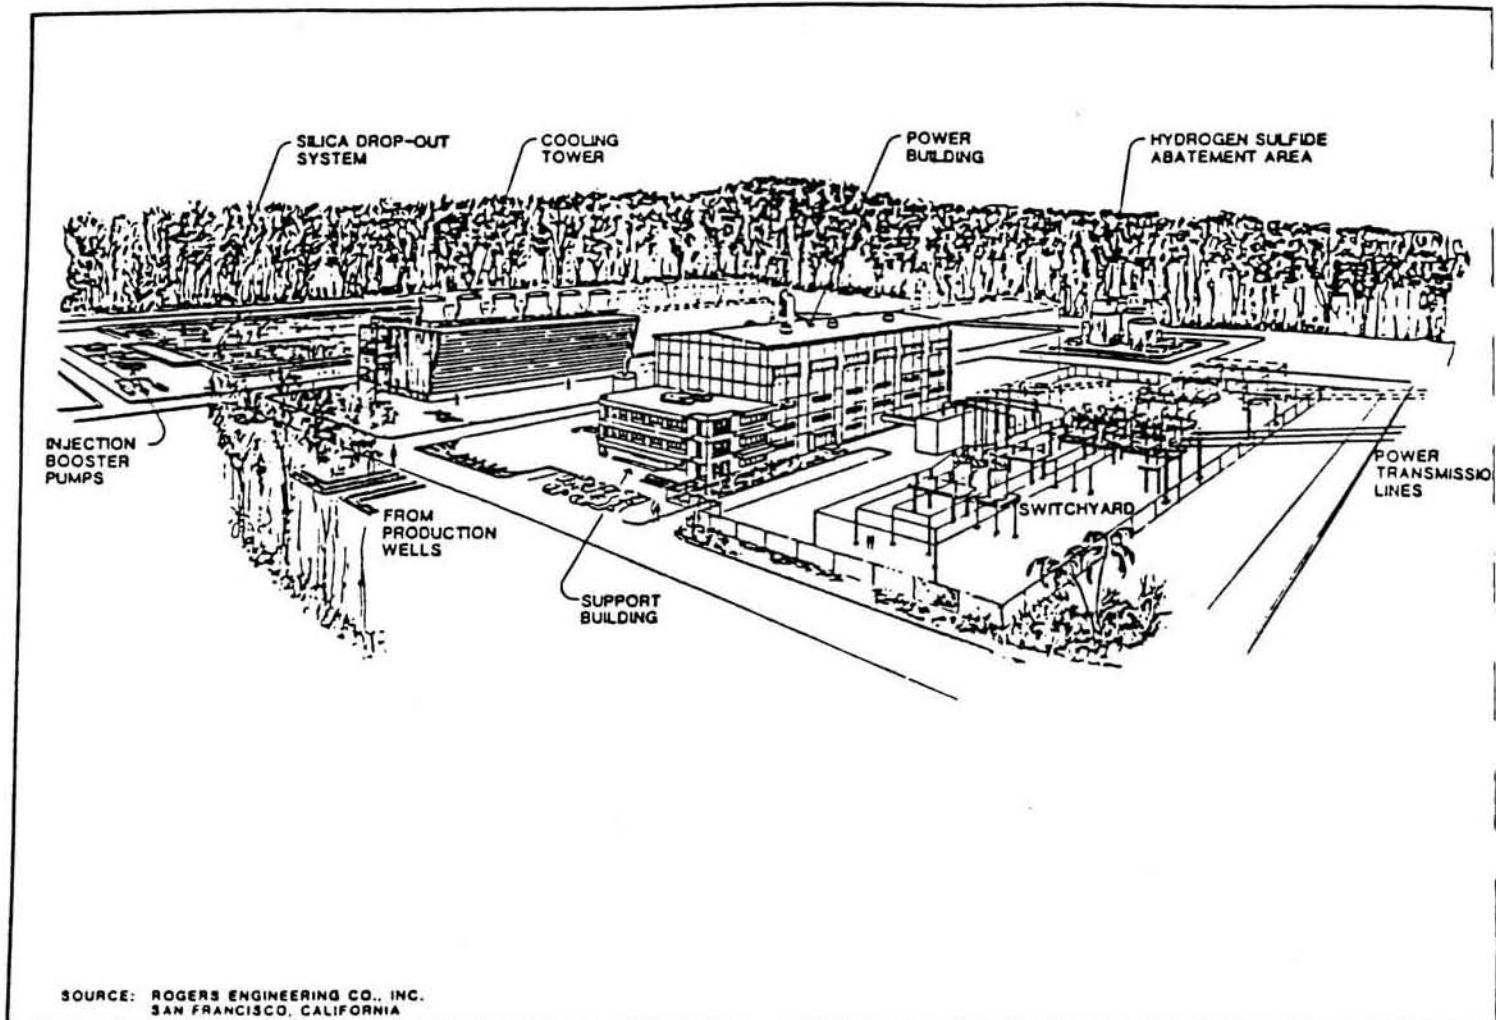 SILICA DROP-OUT
SYSTEM
COOLING
TOWER
POWER
BUILDING
HYDROGEN SULFIDE
ABATEMENT AREA
INJECTION
BOOSTER
PUMPS
FROM
PRODUCTION
WELLS
SUPPORT
BUILDING
SWITCHYARD
POWER
TRANSMISSIO
LINES
SOURCE: ROGERS ENGINEERING CO., INC.
SAN FRANCISCO, CALIFORNIA